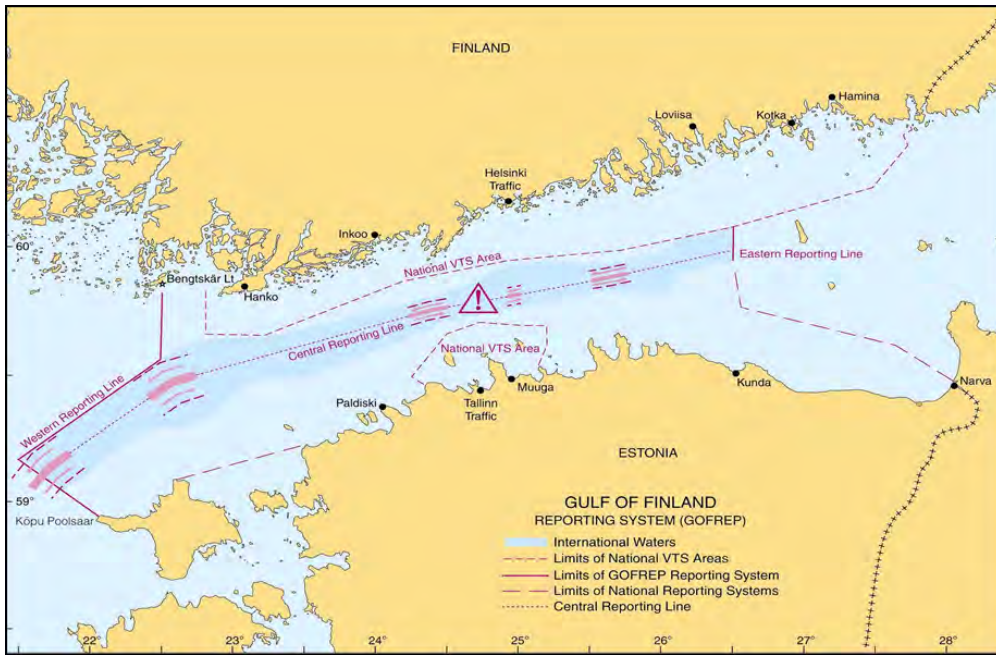 FINLAND
Hamina
Loviisa
Kotka
Helsinki
Traffic
Inkoo
60°
National VTS Area
Eastern Reporting Line
Bengtskär Lt
Hanko
!
Central Reporting Line
National VTS Area
Western Reporting Line
Muuga
Kunda
Narva
Paldiski
Tallinn
Traffic
ESTONIA
59°
Kõpu Poolsaar
GULF OF FINLAND
REPORTING SYSTEM (GOFREP)
International Waters
Limits of National VTS Areas
Limits of GOFREP Reporting System
Limits of National Reporting Systems
Central Reporting Line
22° 23° 24° 25° 26° 27° 28°